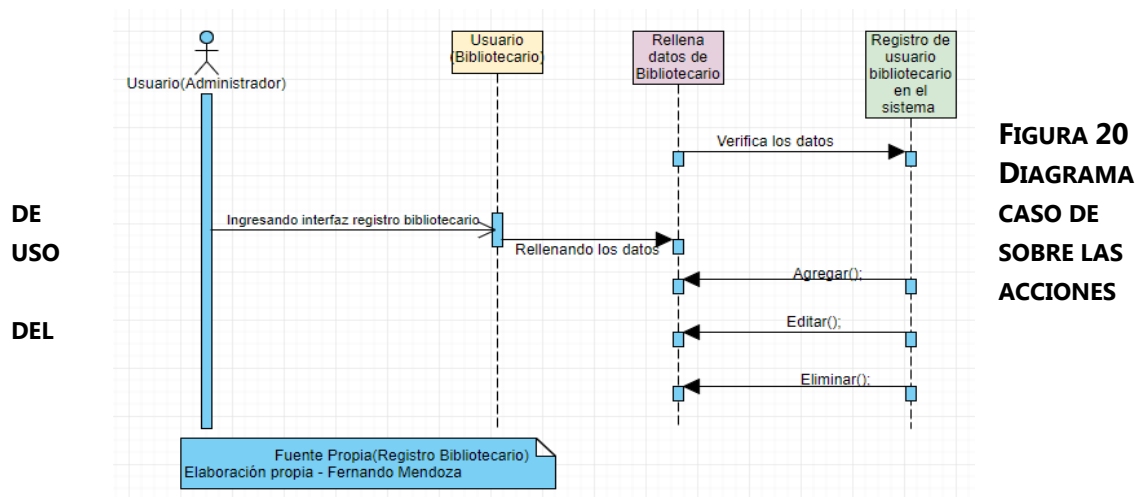 Usuario(Administrador)
Usuario
(Bibliotecario)
Rellena
datos de
Bibliotecario
Registro de
usuario
bibliotecario
en el
sistema
Verifica los datos
Ingresando interfaz registro bibliotecario
Rellenando los datos
Agregar();
Editar();
Eliminar();
Fuente Propia(Registro Bibliotecario)
Elaboración propia - Fernando Mendoza
FIGURA 20
DIAGRAMA
DE CASO DE
USO SOBRE LAS
ACCIONES
DEL